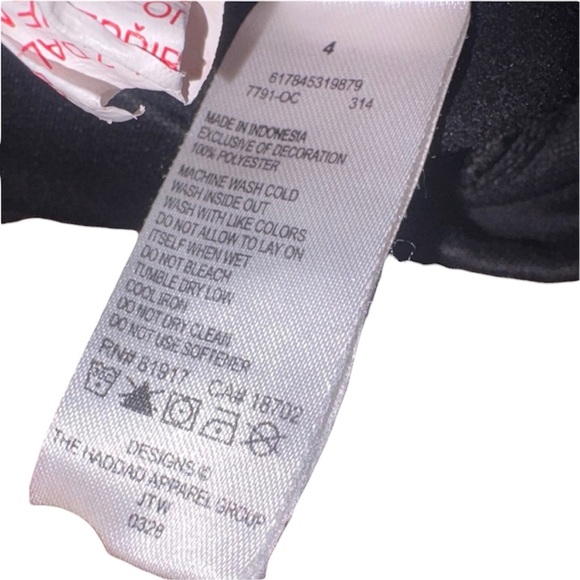 4
617845319879
7791-OC 314
MADE IN INDONESIA
EXCLUSIVE OF DECORATION
100% POLYESTER
MACHINE WASH COLD
WASH INSIDE OUT
WASH WITH LIKE COLORS
DO NOT ALLOW TO LAY ON
ITSELF WHEN WET
DO NOT BLEACH
TUMBLE DRY LOW
COOL IRON
DO NOT DRY CLEAN
DO NOT USE SOFTENER
RN# 81917 CA# 18702
DESIGNS ©
THE HADDAD APPAREL GROUP
JTW
0328